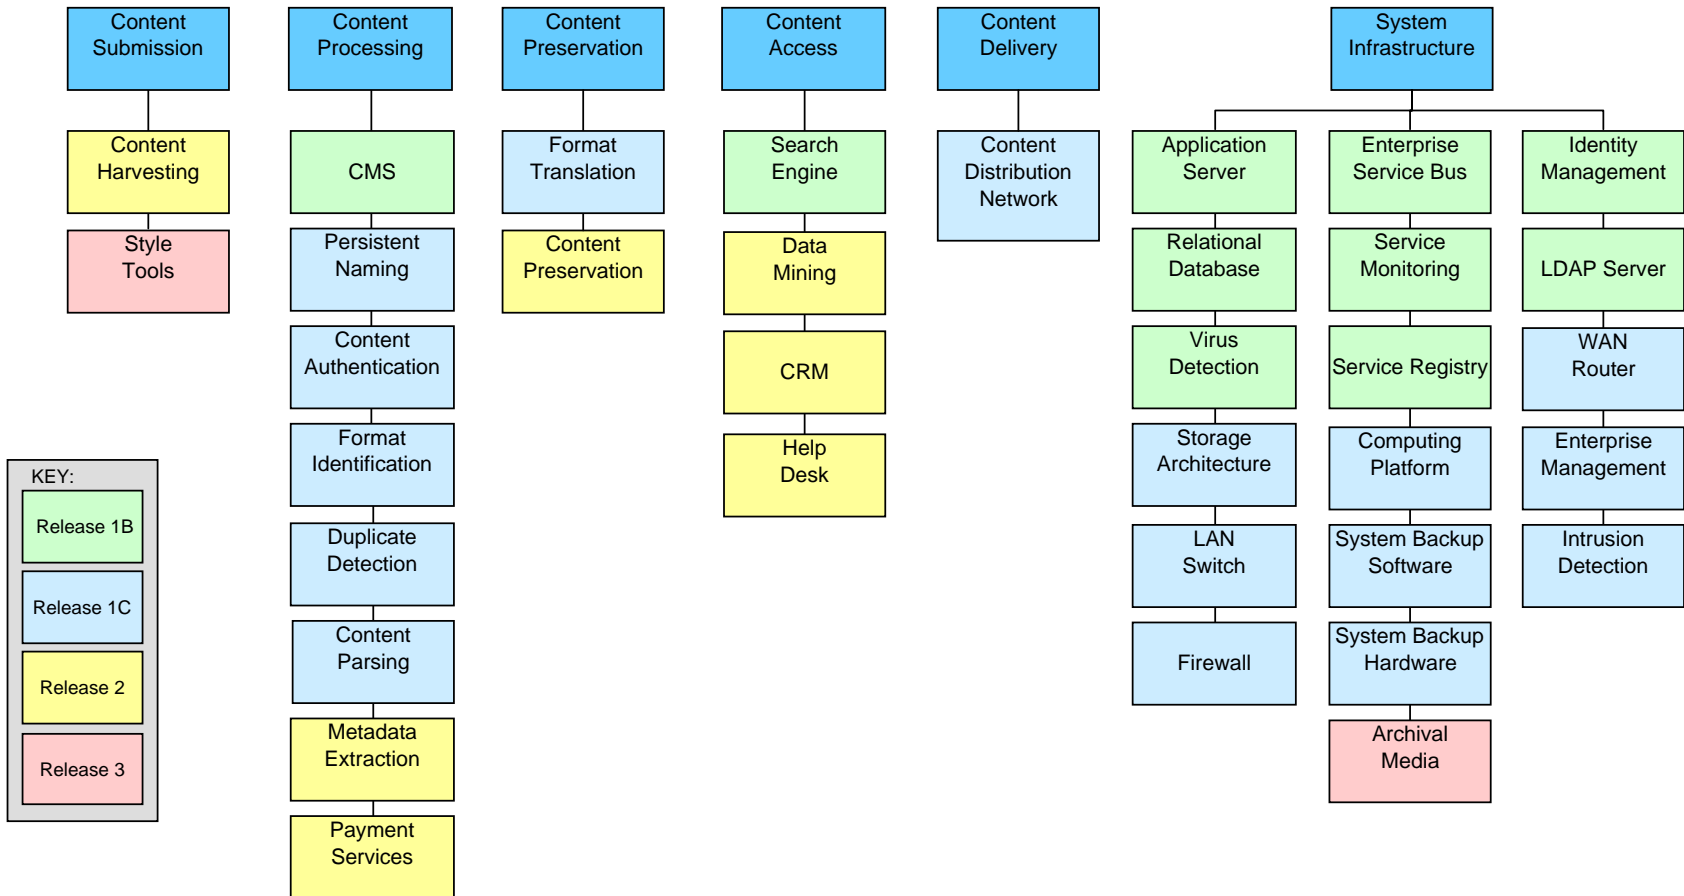 Content
Submission
Content
Processing
Content
Preservation
Content
Access
Content
Delivery
System
Infrastructure
Content
Harvesting
Style
Tools
CMS
Persistent
Naming
Content
Authentication
Format
Identification
Duplicate
Detection
Content
Parsing
Metadata
Extraction
Payment
Services
Format
Translation
Content
Preservation
Search
Engine
Data
Mining
CRM
Help
Desk
Content
Distribution
Network
Application
Server
Relational
Database
Virus
Detection
Storage
Architecture
LAN
Switch
Firewall
Enterprise
Service Bus
Service
Monitoring
Service Registry
Computing
Platform
System Backup
Software
System Backup
Hardware
Archival
Media
Identity
Management
LDAP Server
WAN
Router
Enterprise
Management
Intrusion
Detection
KEY:
Release 1B
Release 1C
Release 2
Release 3